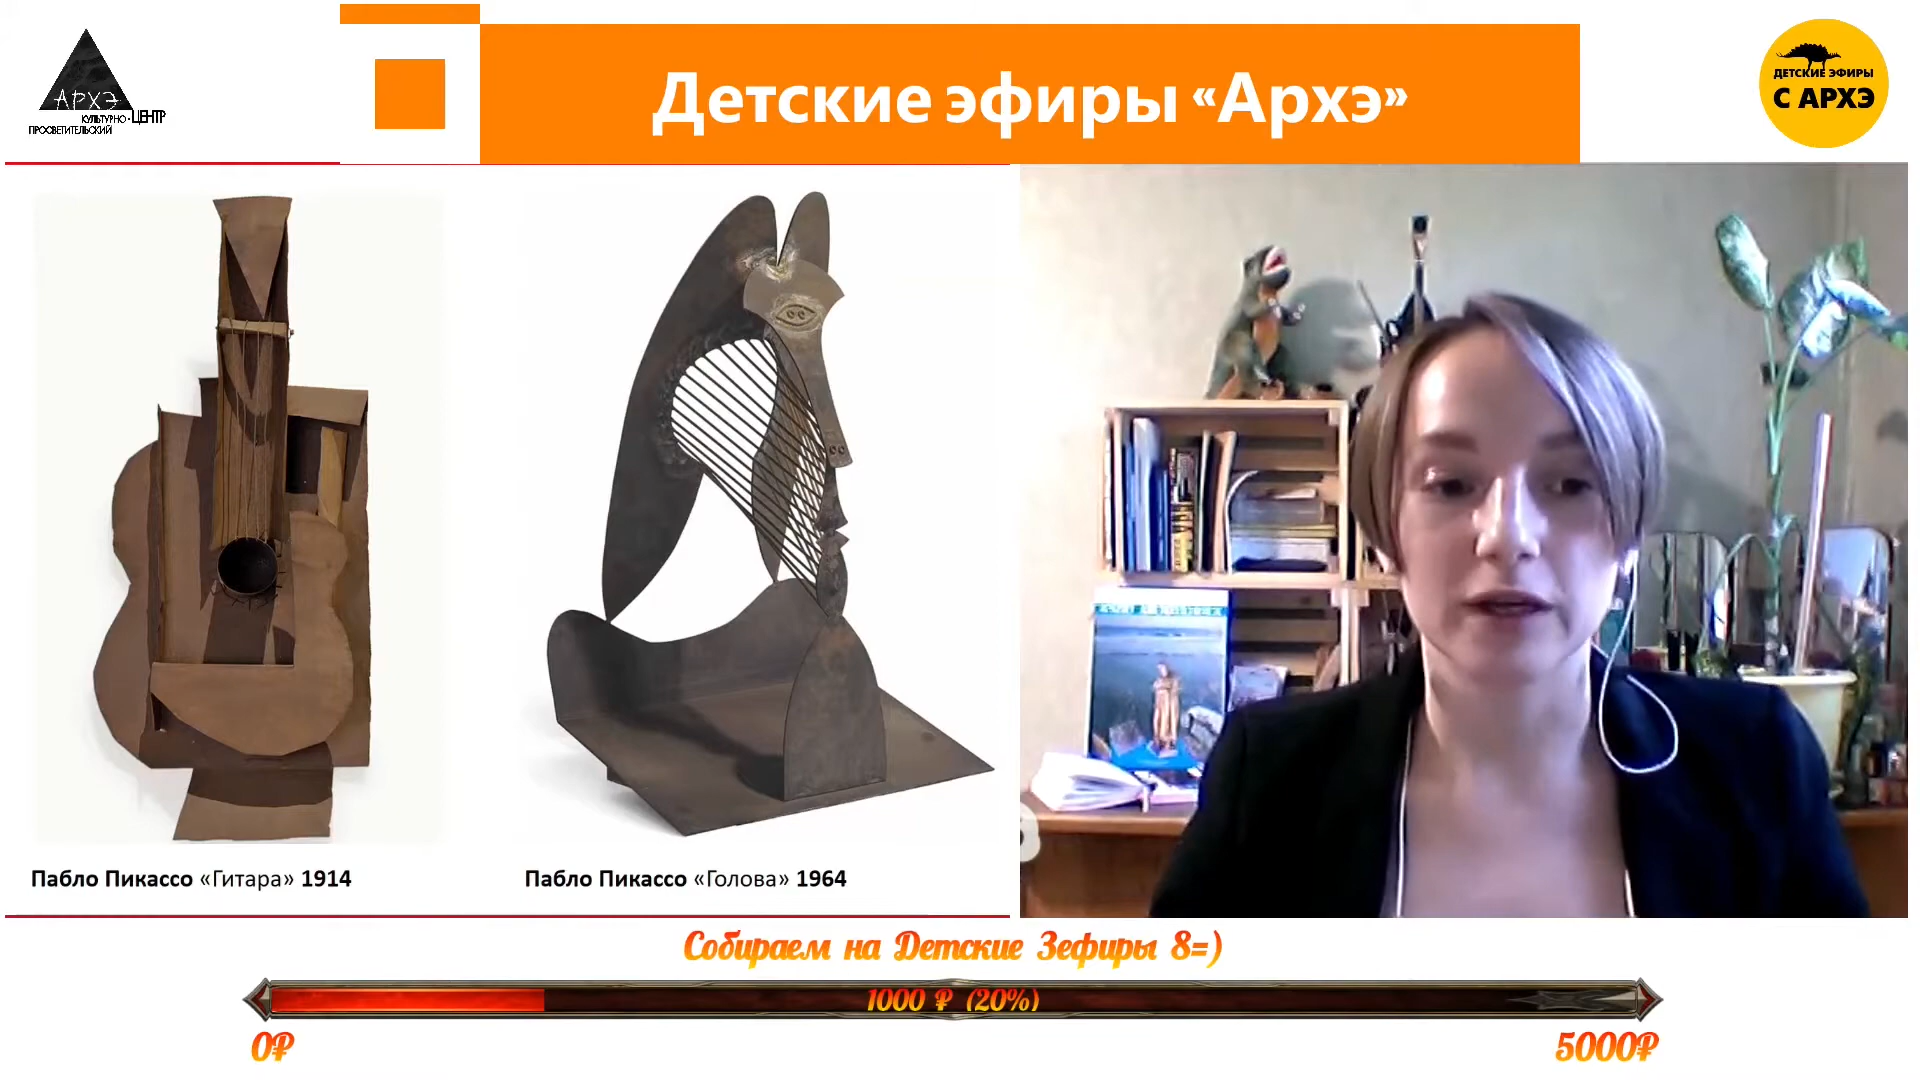 АРХЭ
КУЛЬТУРНО-ЦЕНТР
ПРОСВЕТИТЕЛЬСКИЙ
Детские эфиры «Архэ»
ДЕТСКИЕ ЭФИРЫ
С АРХЭ
Пабло Пикассо «Гитара» 1914
Пабло Пикассо «Голова» 1964
Собираем на Детские Зефиры 8=)
1000 ₽ (20%)
0₽
5000₽